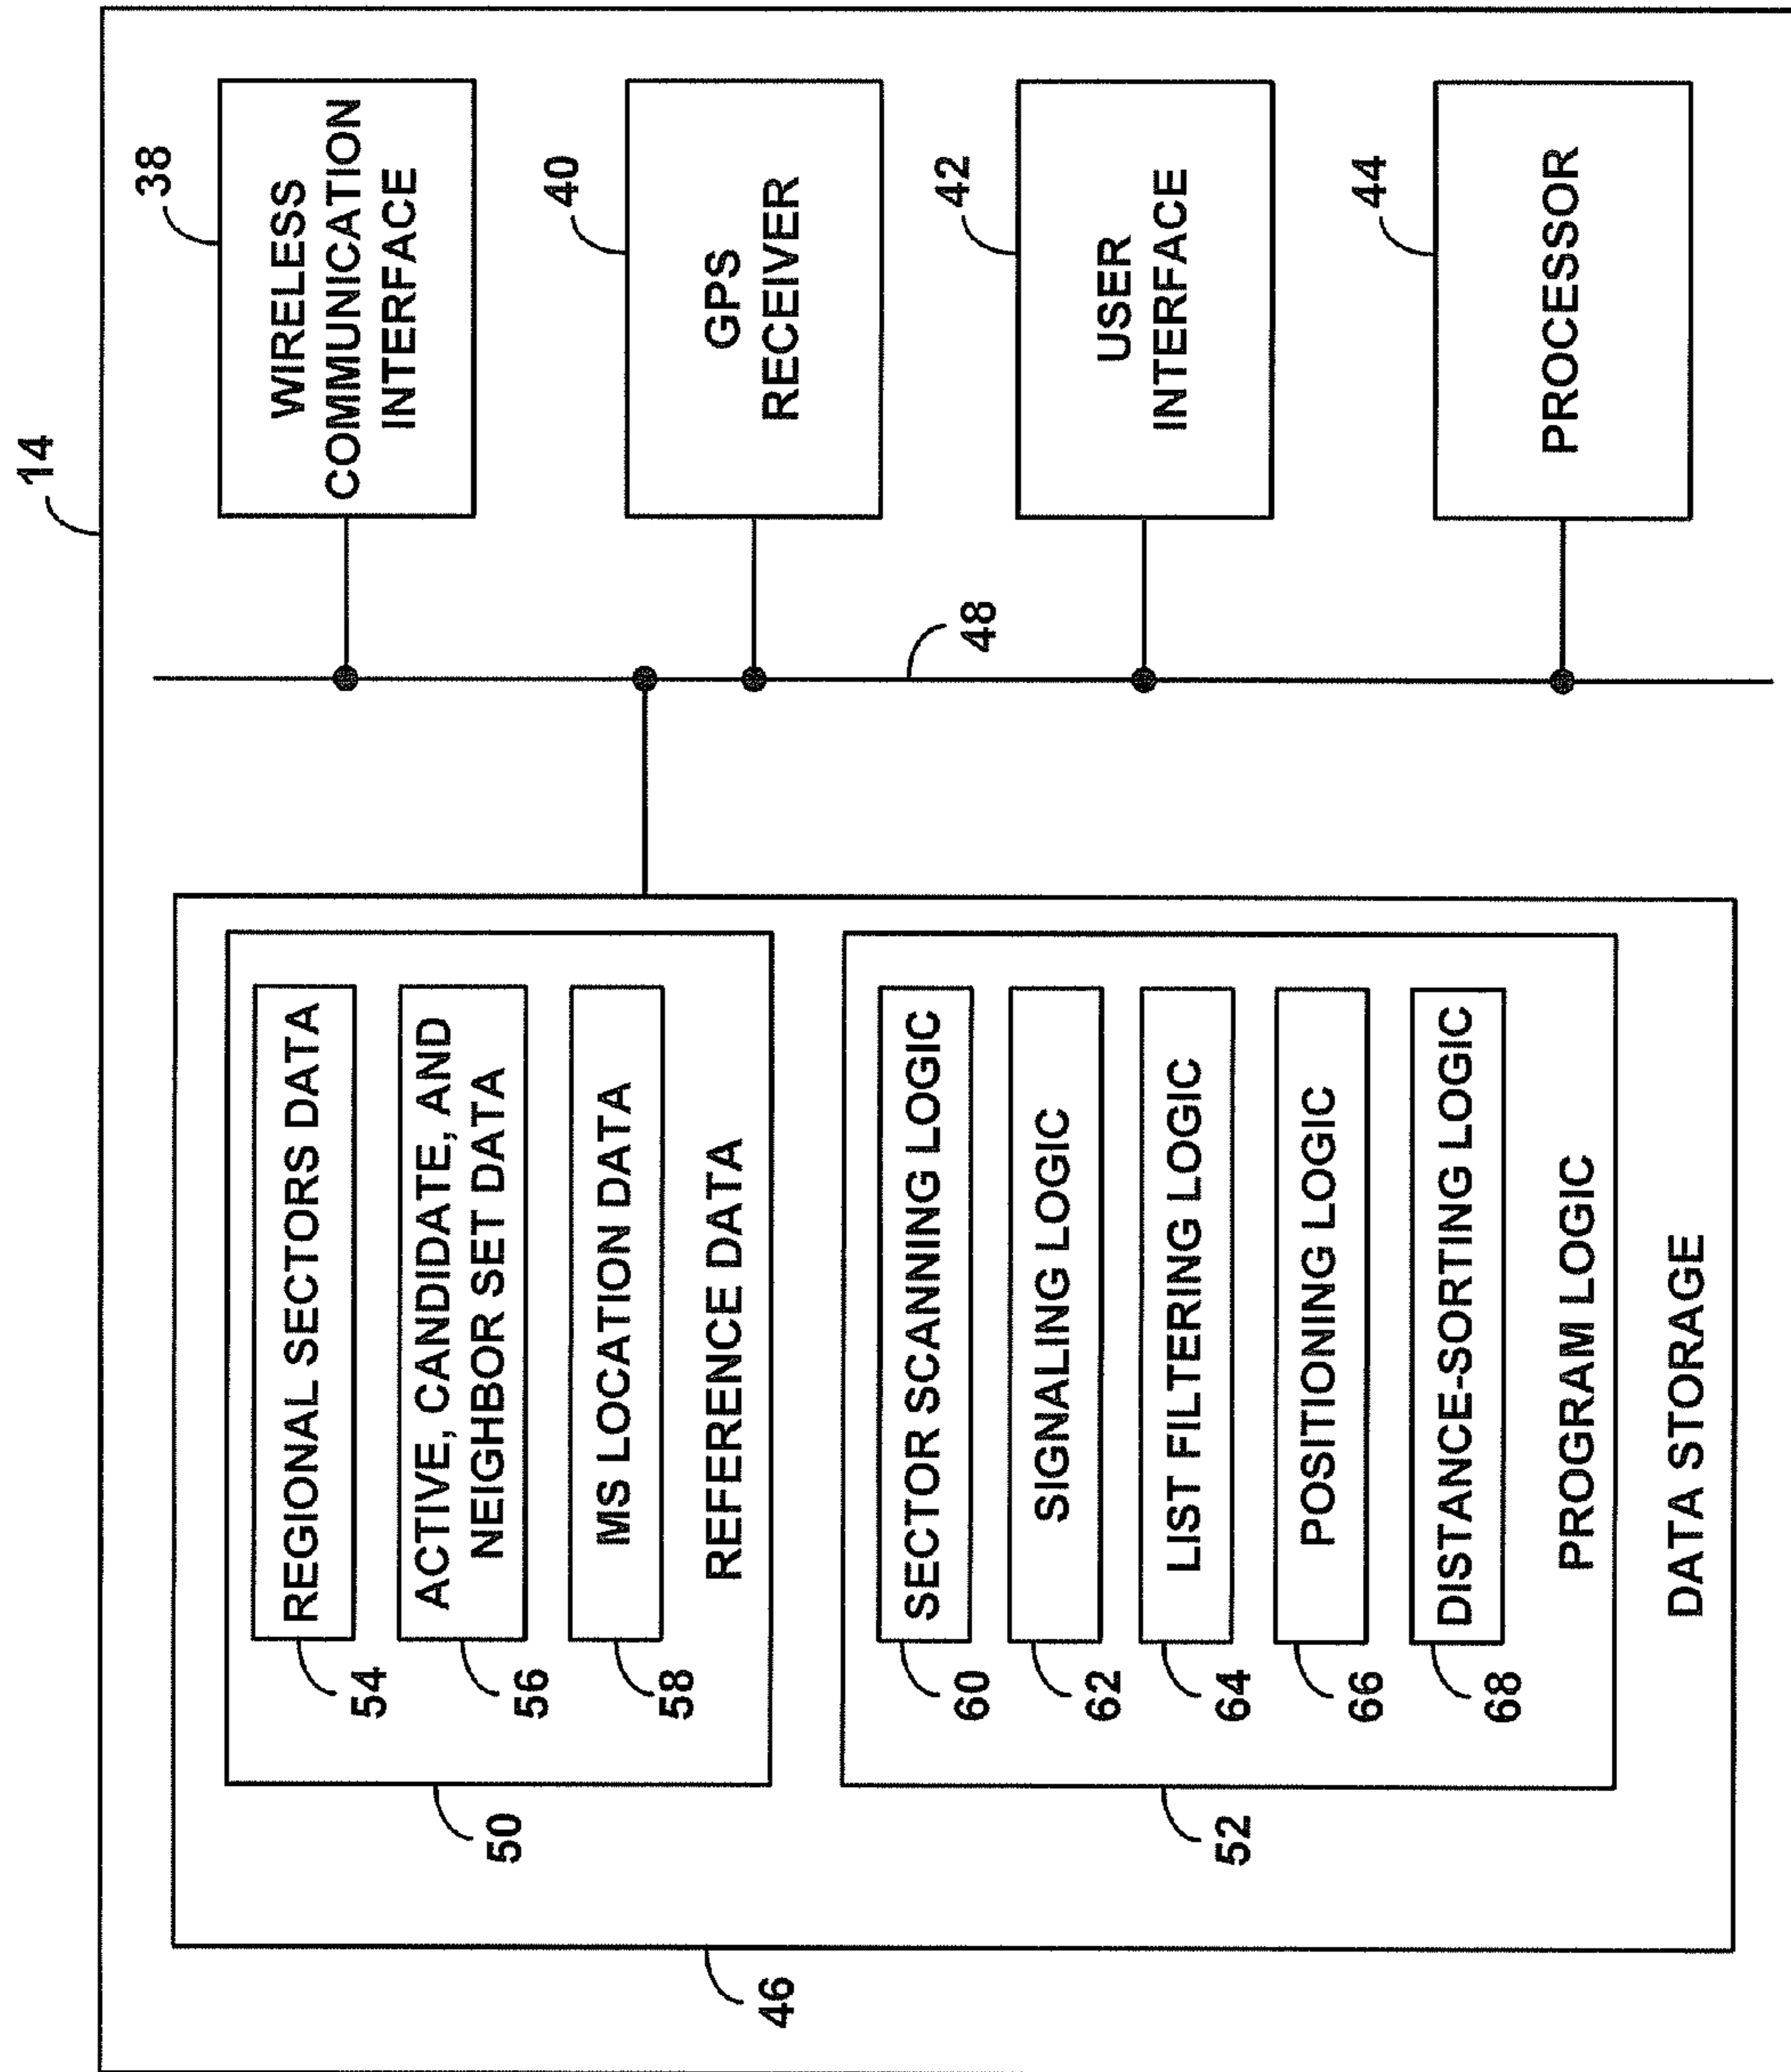 14
WIRELESS
COMMUNICATION
INTERFACE
38
GPS
RECEIVER
40
USER
INTERFACE
42
PROCESSOR
44
48
REGIONAL SECTORS DATA
54
ACTIVE, CANDIDATE, AND
NEIGHBOR SET DATA
56
MS LOCATION DATA
58
REFERENCE DATA
50
SECTOR SCANNING LOGIC
60
SIGNALING LOGIC
62
LIST FILTERING LOGIC
64
POSITIONING LOGIC
66
DISTANCE-SORTING LOGIC
68
PROGRAM LOGIC
52
DATA STORAGE
46